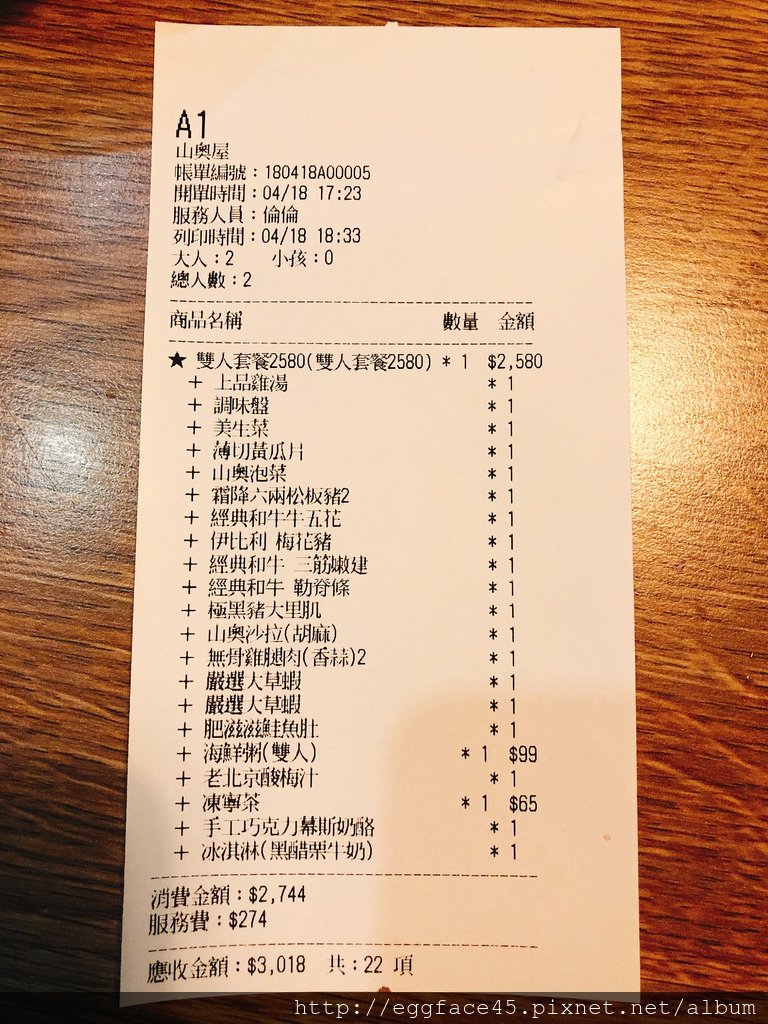 A1
山奧屋
帳單編號：180418A00005
開單時間：04/18 17:23
服務人員：倫倫
列印時間：04/18 18:33
大人：2 小孩：0
總人數：2
商品名稱 數量 金額
★ 雙人套餐2580(雙人套餐2580) * 1 $2,580
+ 上品雞湯 * 1
+ 調味盤 * 1
+ 美生菜 * 1
+ 薄切黃瓜片 * 1
+ 山奧泡菜 * 1
+ 霜降六兩松板豬2 * 1
+ 經典和牛牛五花 * 1
+ 伊比利 梅花豬 * 1
+ 經典和牛 三筋嫩建 * 1
+ 經典和牛 勒脊條 * 1
+ 極黑豬大里肌 * 1
+ 山奧沙拉(胡麻) * 1
+ 無骨雞腿肉(香蒜)2 * 1
+ 嚴選大草蝦 * 1
+ 嚴選大草蝦 * 1
+ 肥滋滋鮭魚肚 * 1
+ 海鮮粥(雙人) * 1 $99
+ 老北京酸梅汁 * 1
+ 凍寧茶 * 1 $65
+ 手工巧克力幕斯奶酪 * 1
+ 冰淇淋(黑醋栗牛奶) * 1
消費金額：$2,744
服務費：$274
應收金額：$3,018 共：22 項
http://eggface45.pixnet.net/album